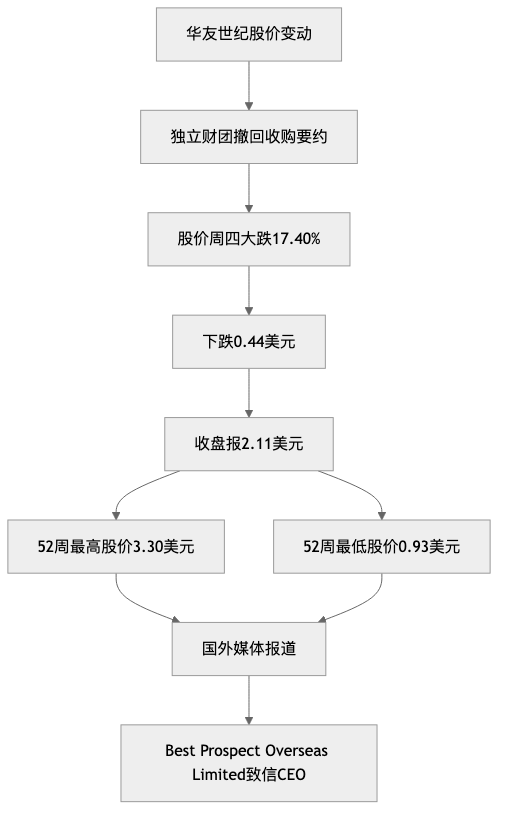 华友世纪股价变动
独立财团撤回收购要约
股价周四大跌17.40%
下跌0.44美元
收盘报2.11美元
52周最高股价3.30美元
52周最低股价0.93美元
国外媒体报道
Best Prospect Overseas
Limited致信CEO